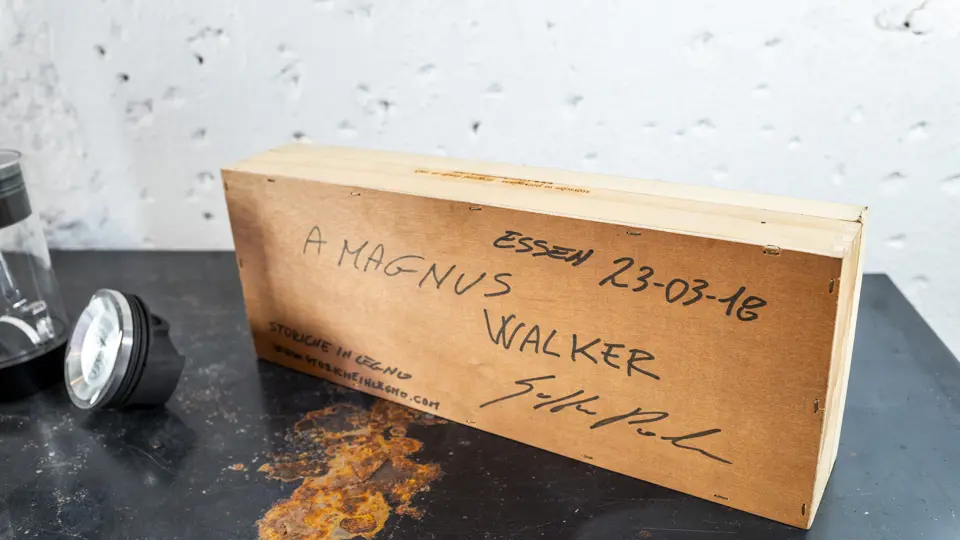 A MAGNUS
WALKER
ESSEN 23-03-18
STORICHE IN LEGNO
WWW.STORICHEINLEGNO.COM